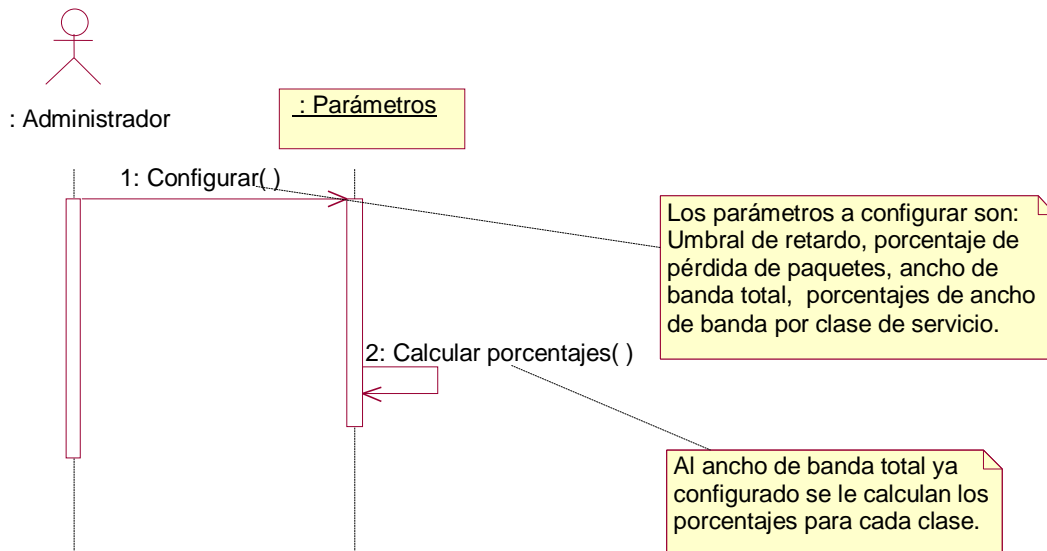 : Administrador
: Parámetros
1: Configurar( )
Los parámetros a configurar son:
Umbral de retardo, porcentaje de
pérdida de paquetes, ancho de
banda total,  porcentajes de ancho
de banda por clase de servicio.
2: Calcular porcentajes( )
Al ancho de banda total ya
configurado se le calculan los
porcentajes para cada clase.